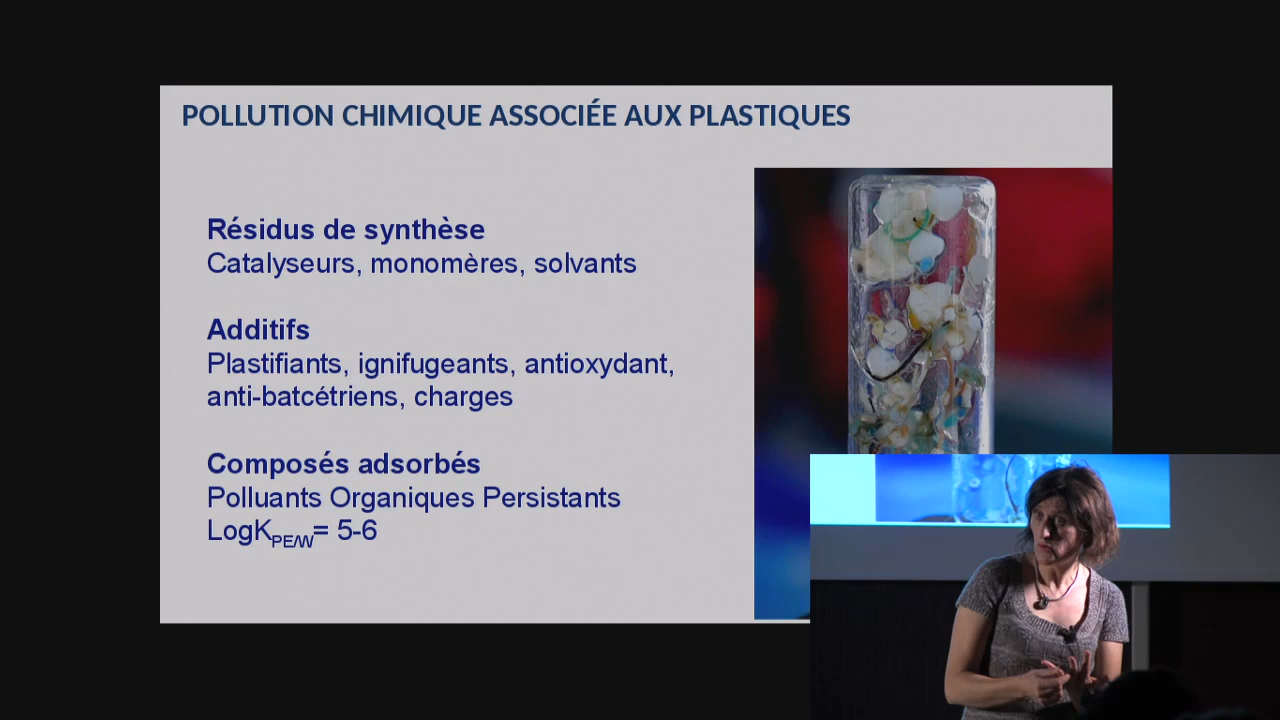 POLLUTION CHIMIQUE ASSOCIÉE AUX PLASTIQUES
Résidus de synthèse
Catalyseurs, monomères, solvants
Additifs
Plastifiants, ignifugeants, antioxydant,
anti-batcétriens, charges
Composés adsorbés
Polluants Organiques Persistants
LogKPE/W= 5-6